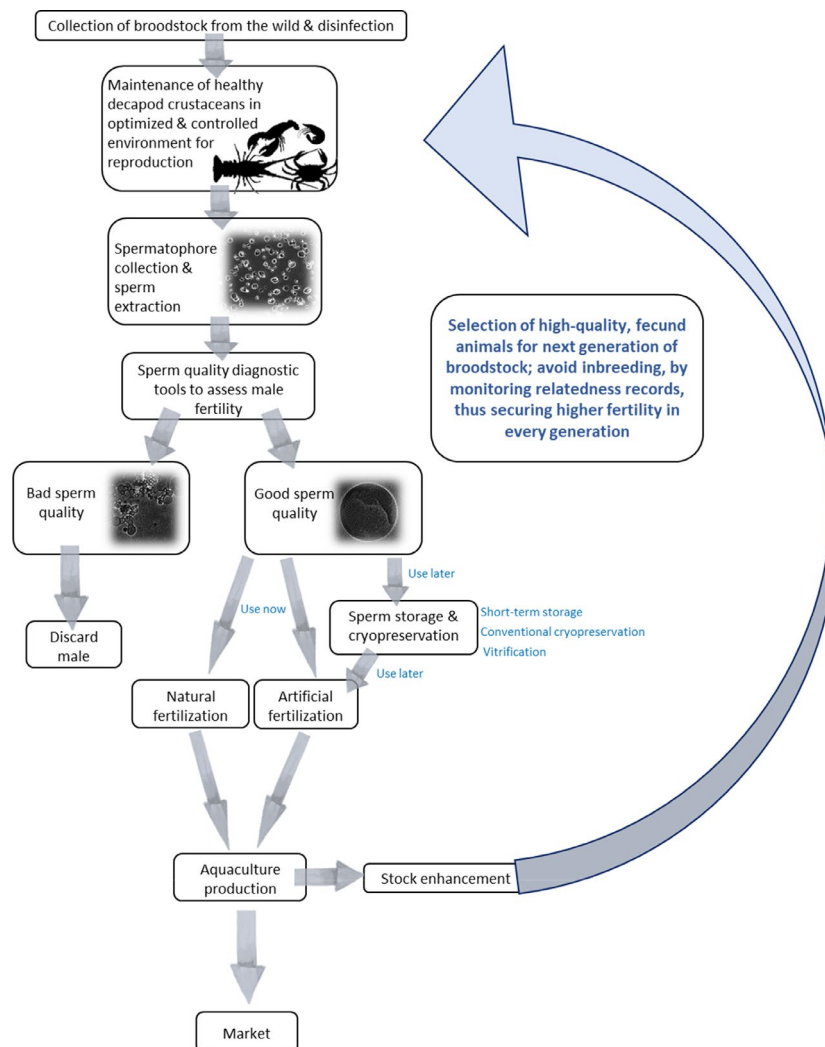 Collection of broodstock from the wild & disinfection
Maintenance of healthy
decapod crustaceans in
optimized & controlled
environment for
reproduction
Spermatophore
collection &
sperm
extraction
Selection of high-quality, fecund
animals for next generation of
broodstock; avoid inbreeding, by
monitoring relatedness records,
thus securing higher fertility in
every generation
Sperm quality diagnostic
tools to assess male
fertility
Bad sperm
quality
Good sperm
quality
Use later
Use now
Discard
male
Sperm storage &
cryopreservation
Short-term storage
Conventional cryopreservation
Vitrification
Use later
Natural
fertilization
Artificial
fertilization
Aquaculture
production
Stock enhancement
Market